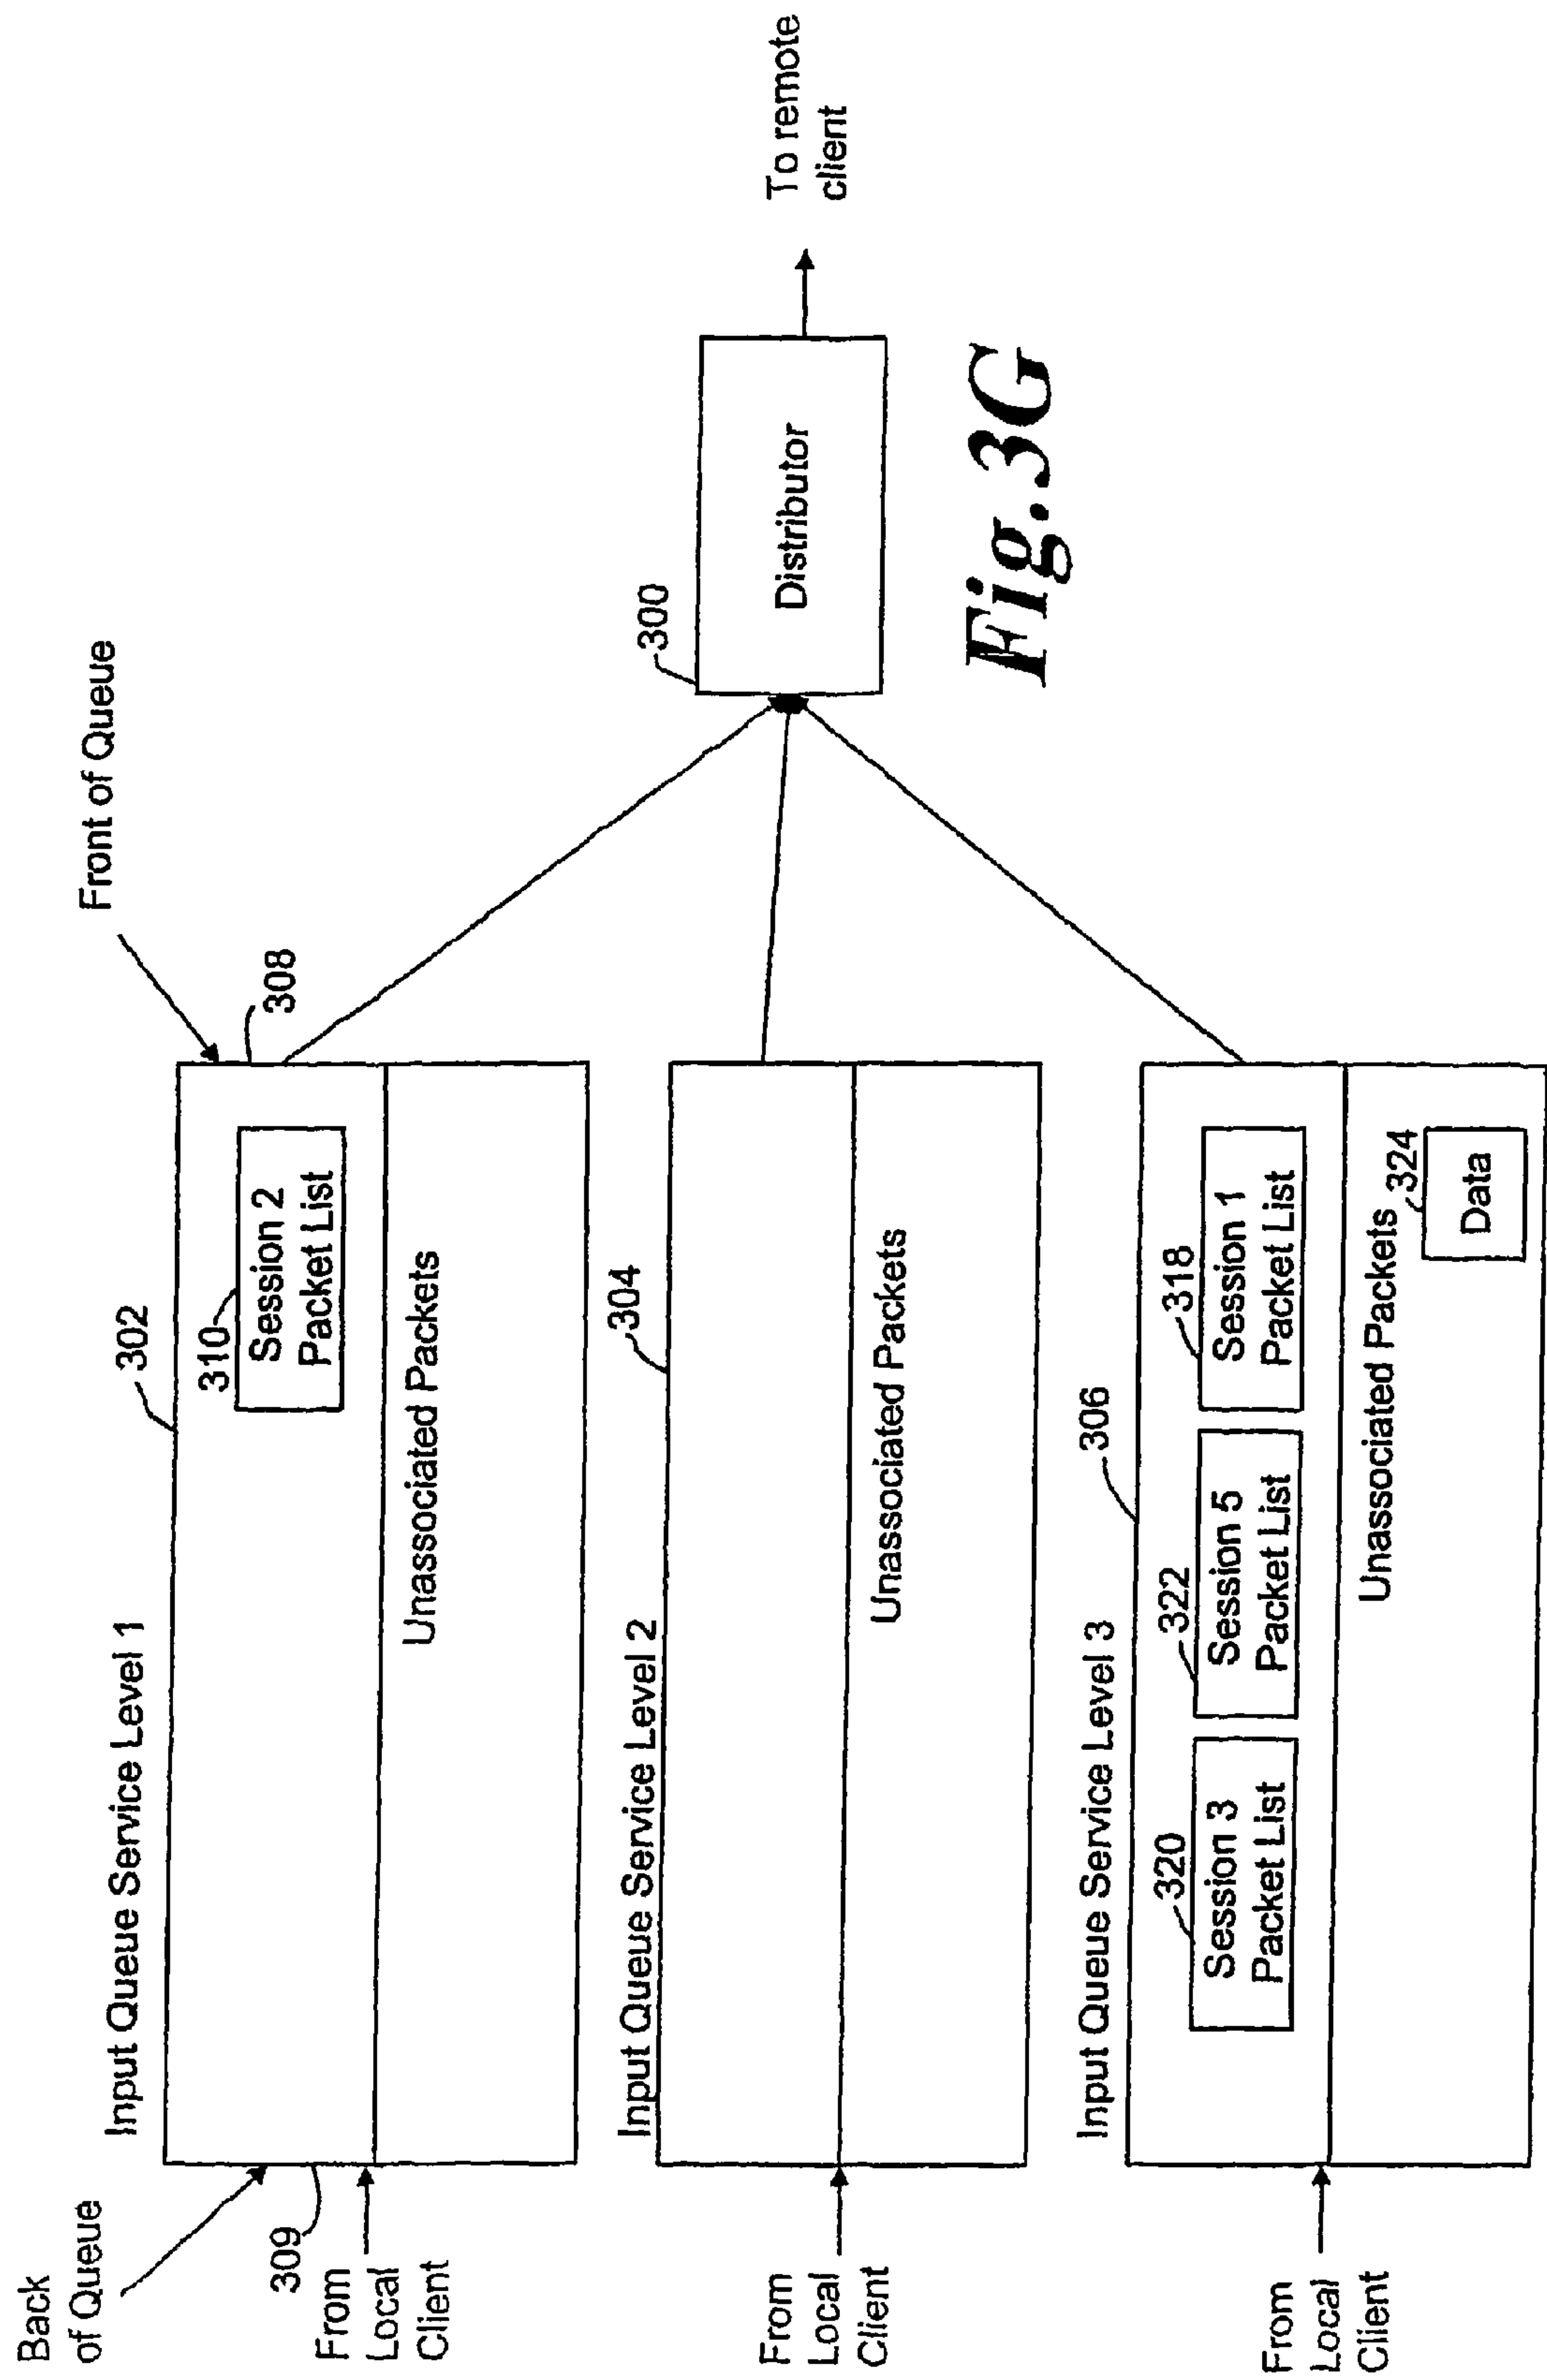 Back
of Queue
Front of Queue
Input Queue Service Level 1
302
308
309
310
Session 2
Packet List
Unassociated Packets
From
Local
Client
Input Queue Service Level 2
304
Unassociated Packets
From
Local
Client
300
Distributor
To remote
client
Input Queue Service Level 3
306
320
Session 3
Packet List
322
Session 5
Packet List
318
Session 1
Packet List
Unassociated Packets
324
Data
From
Local
Client
Fig.3G